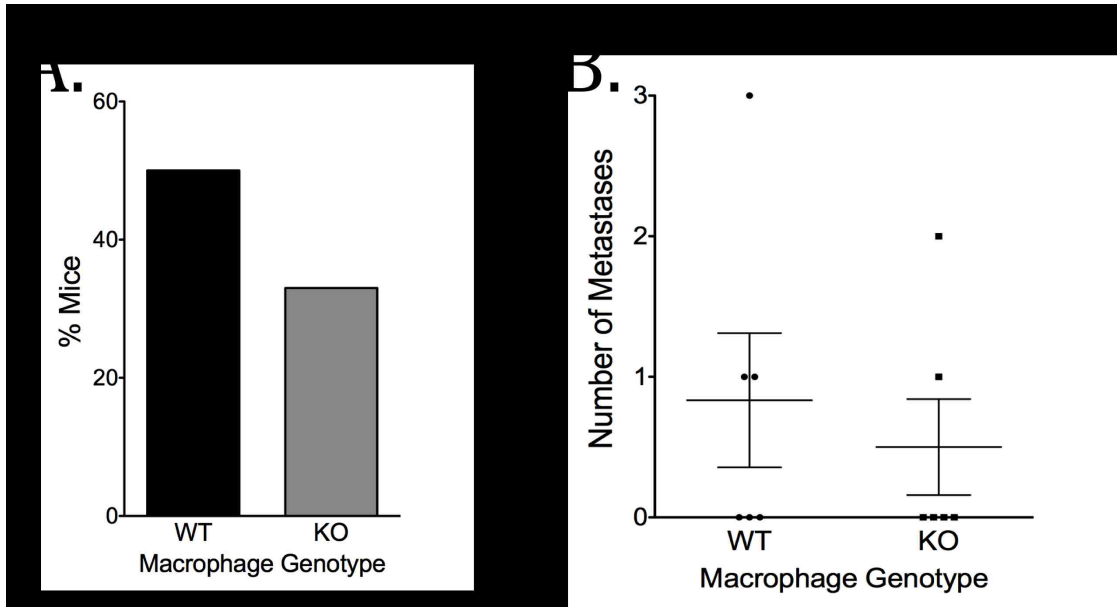 A.
60
40
20
0
% Mice
WT KO
Macrophage Genotype
B.
3
2
1
0
Number of Metastases
WT KO
Macrophage Genotype